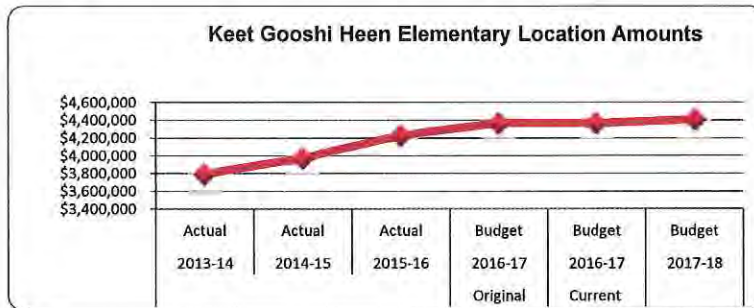 Keet Gooshi Heen Elementary Location Amounts
$4,600,000
$4,400,000
$4,200,000
$4,000,000
$3,800,000
$3,600,000
$3,400,000
Actual Actual Actual Budget Budget Budget
2013-14 2014-15 2015-16 2016-17 2016-17 2017-18
Original Current